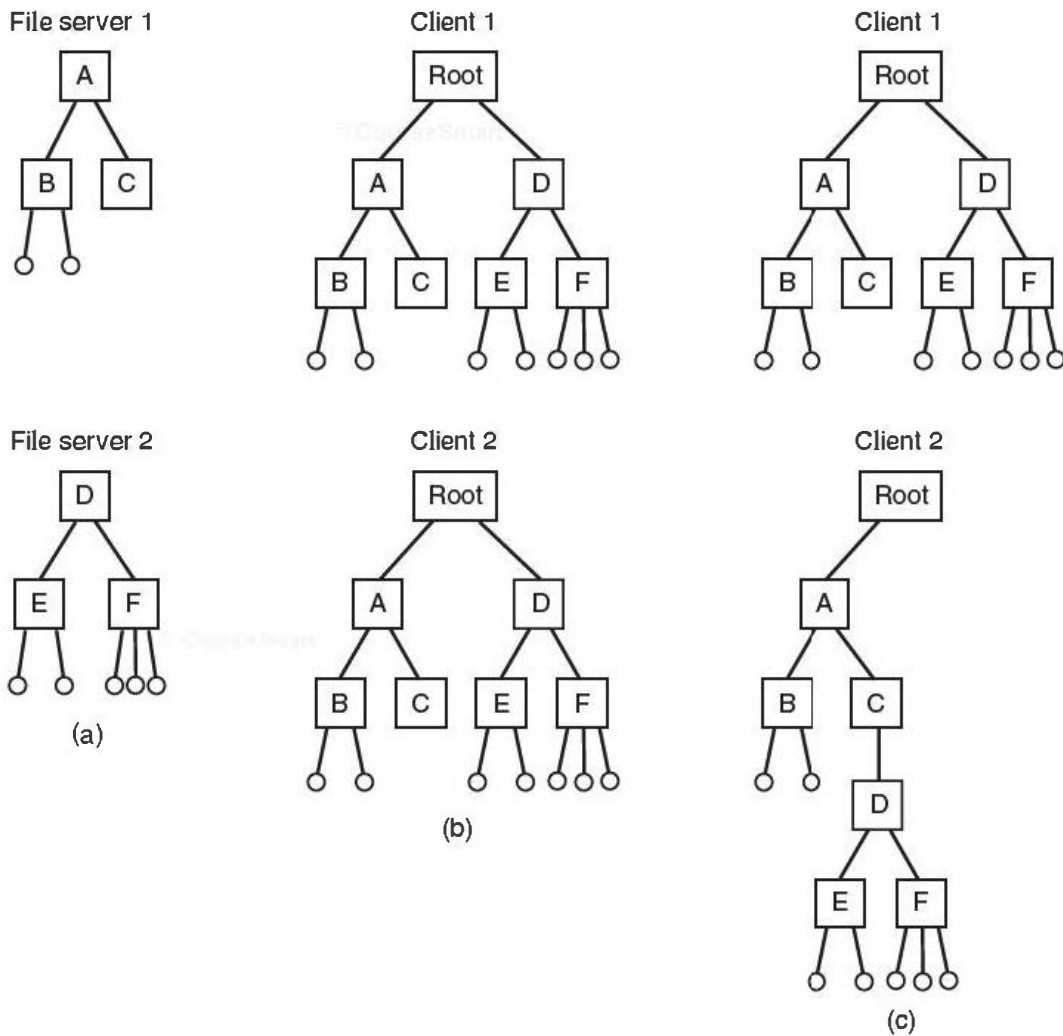 File server 1
Client 1
Client 1
A
Root
Root
B
C
A
D
A
D
B
C
E
F
B
C
E
F
File server 2
Client 2
Client 2
D
Root
Root
E
F
A
D
A
B
C
E
F
B
C
(a)
D
(b)
E
F
(c)